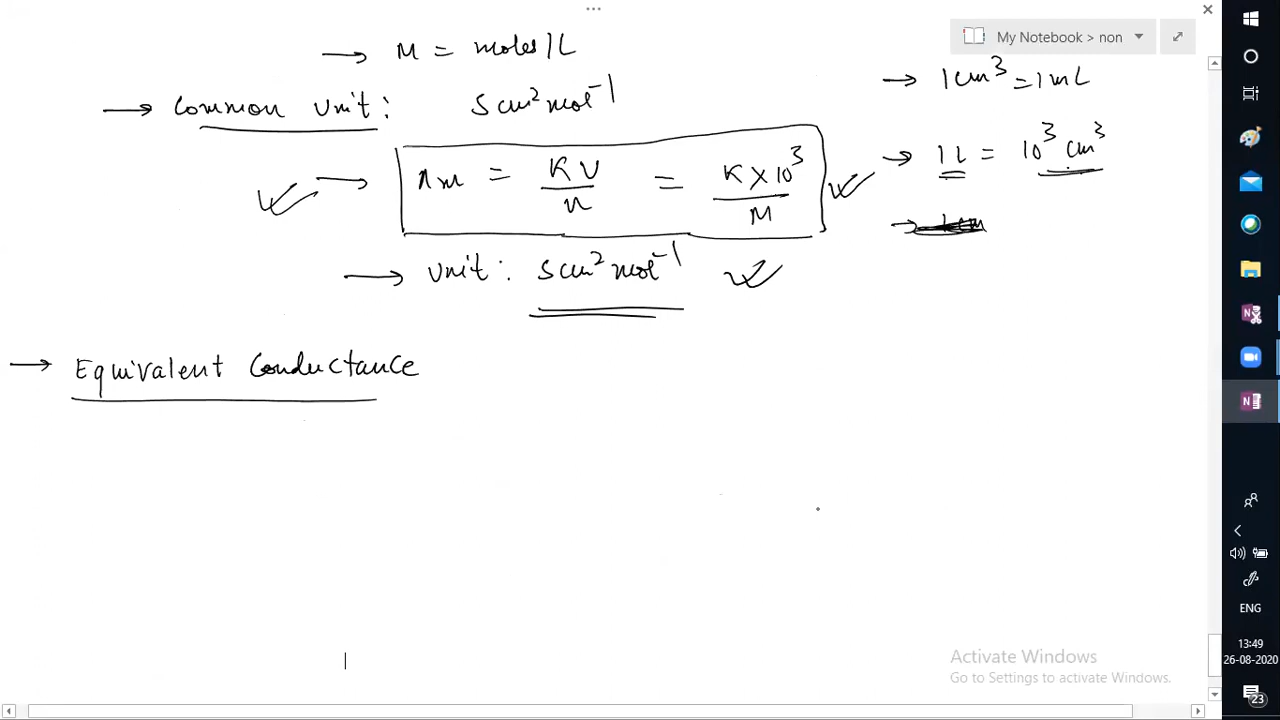 → M = moles/L
My Notebook > non
→ 1 cm³ = 1 mL
→ Common Unit: S cm² mol⁻¹
→ 1 L = 10³ cm³
→ Λm = KV/n = K × 10³/M
→ Unit: S cm² mol⁻¹
→ Equivalent Conductance
Activate Windows
Go to Settings to activate Windows.
ENG
13:49
26-08-2020
23